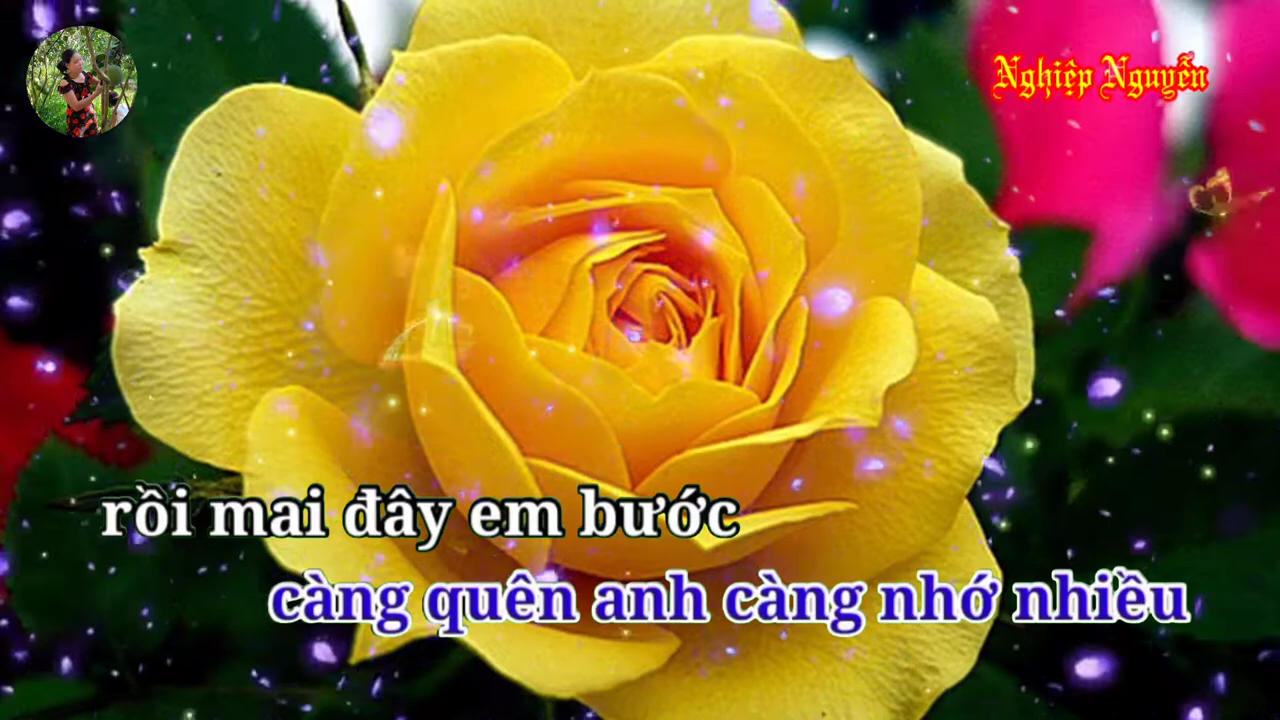 Nghiệp Nguyễn
rồi mai đây em bước
càng quên anh càng nhớ nhiều